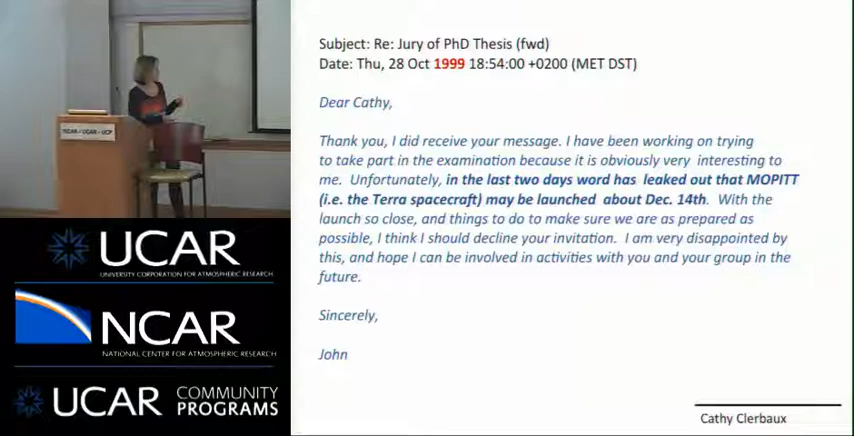 Subject: Re: Jury of PhD Thesis (fwd)
Date: Thu, 28 Oct 1999 18:54:00 +0200 (MET DST)
Dear Cathy,
Thank you, I did receive your message. I have been working on trying
to take part in the examination because it is obviously very interesting to
me. Unfortunately, in the last two days word has leaked out that MOPITT
(i.e. the Terra spacecraft) may be launched about Dec. 14th. With the
launch so close, and things to do to make sure we are as prepared as
possible, I think I should decline your invitation. I am very disappointed by
this, and hope I can be involved in activities with you and your group in the
future.
Sincerely,
John
Cathy Clerbaux
NCAR - UCAR - UCP
UCAR
UNIVERSITY CORPORATION FOR ATMOSPHERIC RESEARCH
NCAR
NATIONAL CENTER FOR ATMOSPHERIC RESEARCH
UCAR COMMUNITY
PROGRAMS